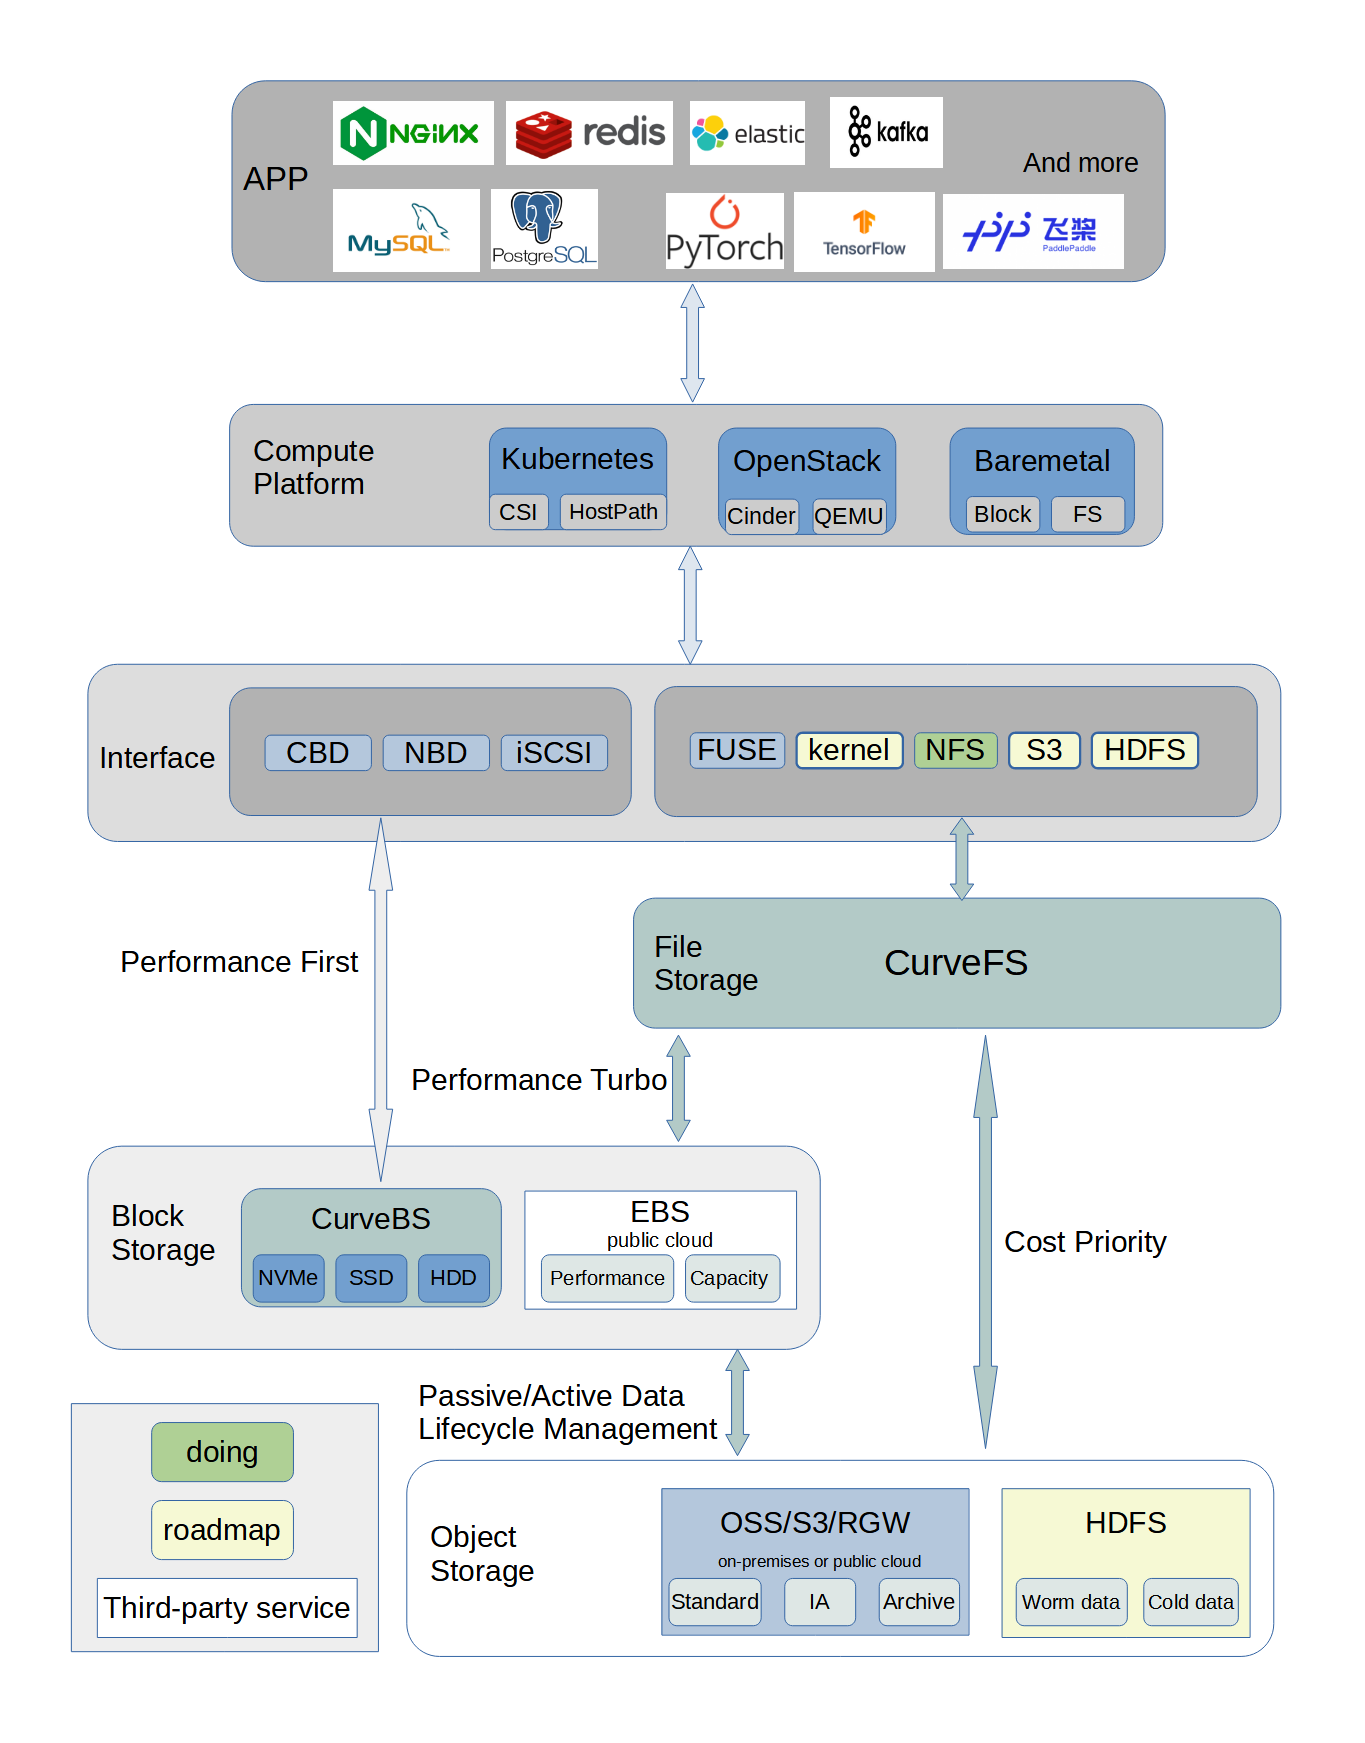 APP
NGINX
redis
elastic
kafka
And more
MySQL
PostgreSQL
PyTorch
TensorFlow
飞桨
PaddlePaddle
Compute
Platform
Kubernetes
CSI
HostPath
OpenStack
Cinder
QEMU
Baremetal
Block
FS
Interface
CBD
NBD
iSCSI
FUSE
kernel
NFS
S3
HDFS
Performance First
File
Storage
CurveFS
Performance Turbo
Block
Storage
CurveBS
NVMe
SSD
HDD
EBS
public cloud
Performance
Capacity
Cost Priority
Passive/Active Data
Lifecycle Management
doing
roadmap
Third-party service
Object
Storage
OSS/S3/RGW
on-premises or public cloud
Standard
IA
Archive
HDFS
Worm data
Cold data